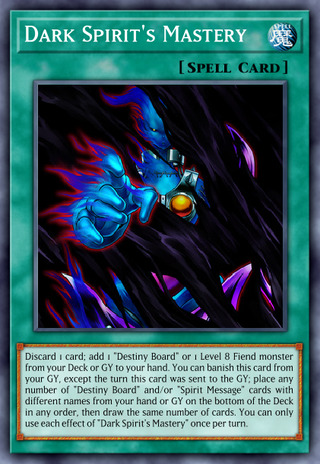 Dark Spirit's Mastery
[Spell Card]
Discard 1 card; add 1 "Destiny Board" or 1 Level 8 Fiend monster
from your Deck or GY to your hand. You can banish this card from
your GY, except the turn this card was sent to the GY; place any
number of "Destiny Board" and/or "Spirit Message" cards with
different names from your hand or GY on the bottom of the Deck
in any order, then draw the same number of cards. You can only
use each effect of "Dark Spirit's Mastery" once per turn.